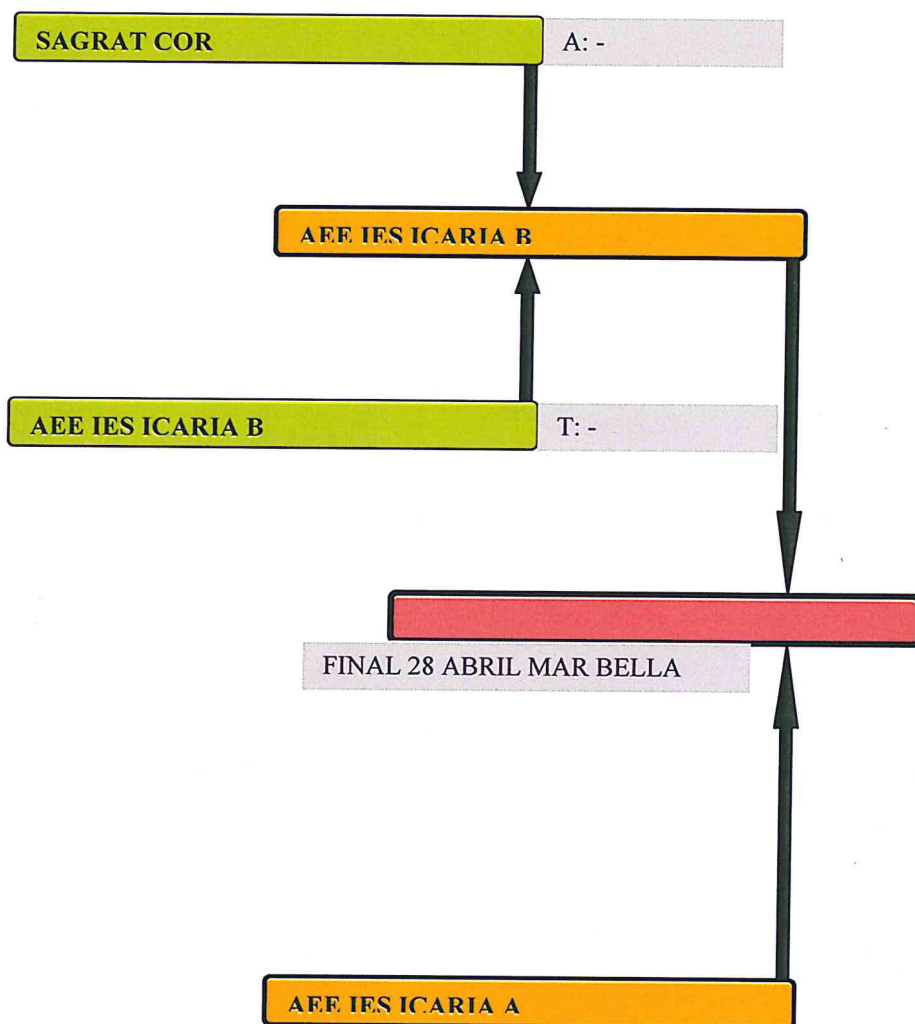 SAGRAT COR
A: -
AEE IES ICARIA B
AEE IES ICARIA B
T: -
FINAL 28 ABRIL MAR BELLA
AEE IES ICARIA A